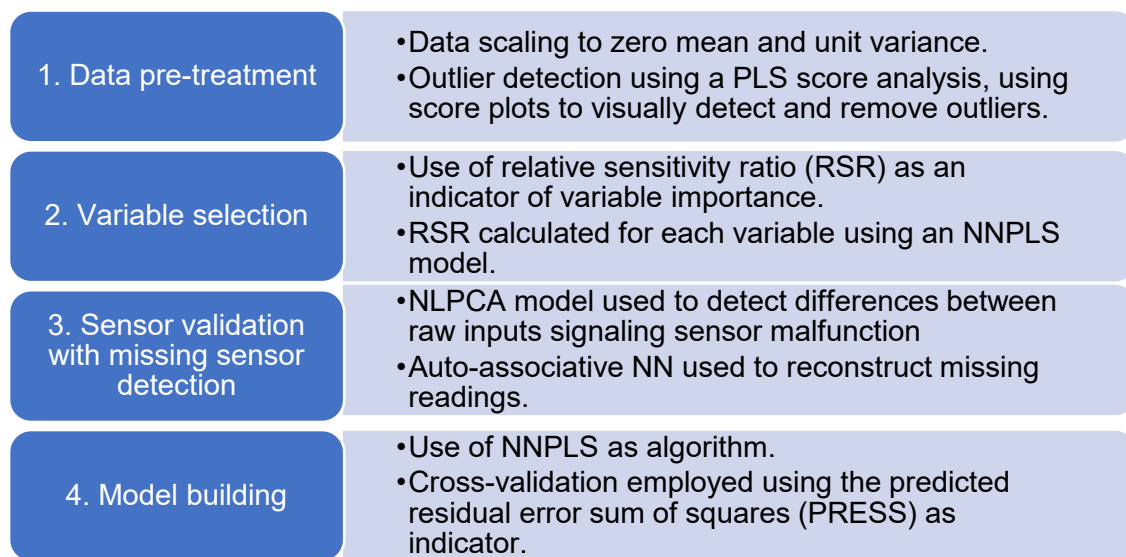 1. Data pre-treatment
•Data scaling to zero mean and unit variance.
•Outlier detection using a PLS score analysis, using
score plots to visually detect and remove outliers.
2. Variable selection
•Use of relative sensitivity ratio (RSR) as an
indicator of variable importance.
•RSR calculated for each variable using an NNPLS
model.
3. Sensor validation
with missing sensor
detection
•NLPCA model used to detect differences between
raw inputs signaling sensor malfunction
•Auto-associative NN used to reconstruct missing
readings.
4. Model building
•Use of NNPLS as algorithm.
•Cross-validation employed using the predicted
residual error sum of squares (PRESS) as
indicator.